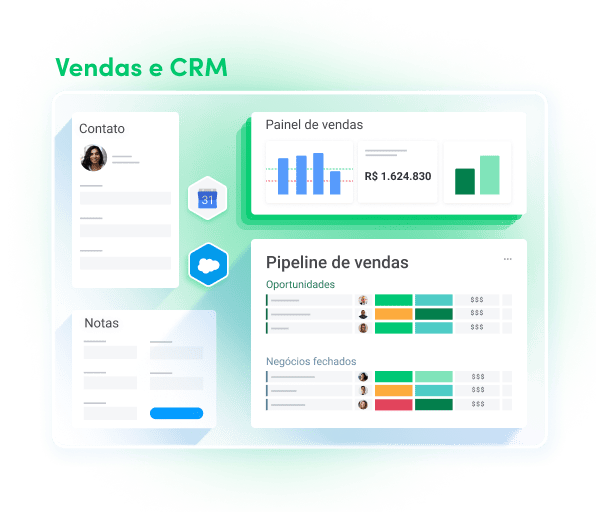 Vendas e CRM
Contato
Painel de vendas
R$ 1.624.830
31
Pipeline de vendas
...
Oportunidades
$$$
$$$
$$$
Notas
Negócios fechados
$$$
$$$
$$$